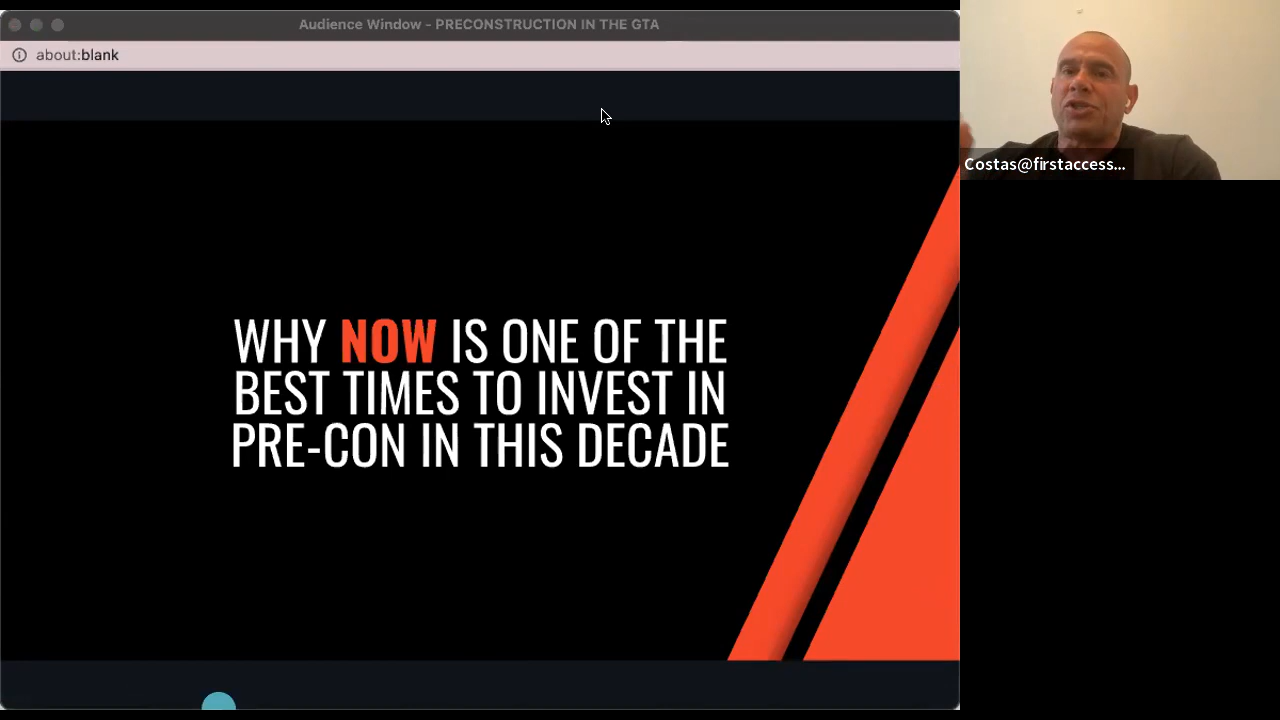 Audience Window - PRECONSTRUCTION IN THE GTA
about:blank
Costas@firstaccess...
WHY NOW IS ONE OF THE
BEST TIMES TO INVEST IN
PRE-CON IN THIS DECADE